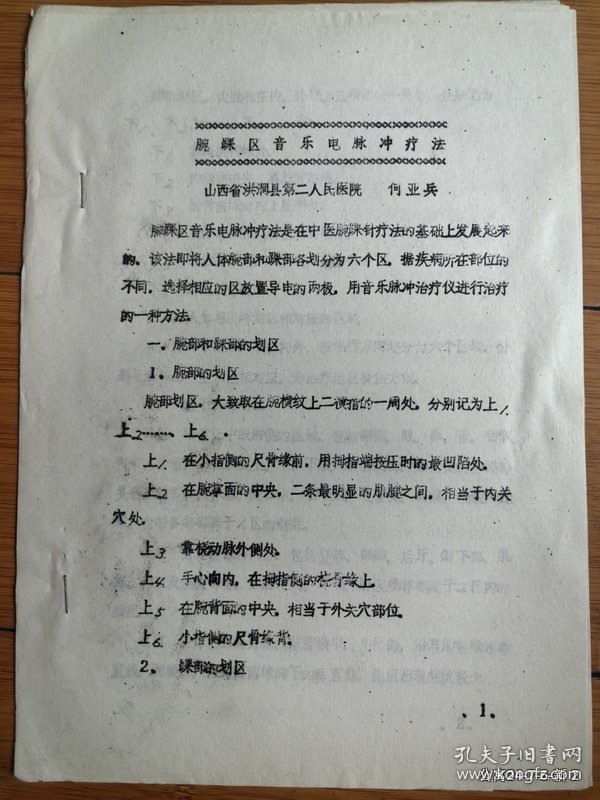 腕踝区音乐电脉冲疗法
山西省洪洞县第二人民医院 何亚兵
腕踝区音乐电脉冲疗法是在中医腕踝针疗法的基础上发展起来
的。该法即将人体腕部和踝部各划分为六个区，据疾病所在部位的
不同，选择相应的区放置导电的两极，用音乐脉冲治疗仪进行治疗
的一种方法。
一、腕部和踝部的划区
1、腕部的划区
腕部划区，大致取在腕横纹上二横指的一周处，分别记为上1、
上2……、上6。
上1 在小指侧的尺骨缘前，用拇指端按压时的最凹陷处。
上2 在腕掌面的中央，二条最明显的肌腱之间，相当于内关
穴处。
上3 靠桡动脉外侧处。
上4 手心向内，在拇指侧的桡骨缘上。
上5 在腕背面的中央，相当于外关穴部位。
上6 小指侧的尺骨缘背。
2、踝部的划区
.1.
孔夫子旧书网
www.kongfz.com